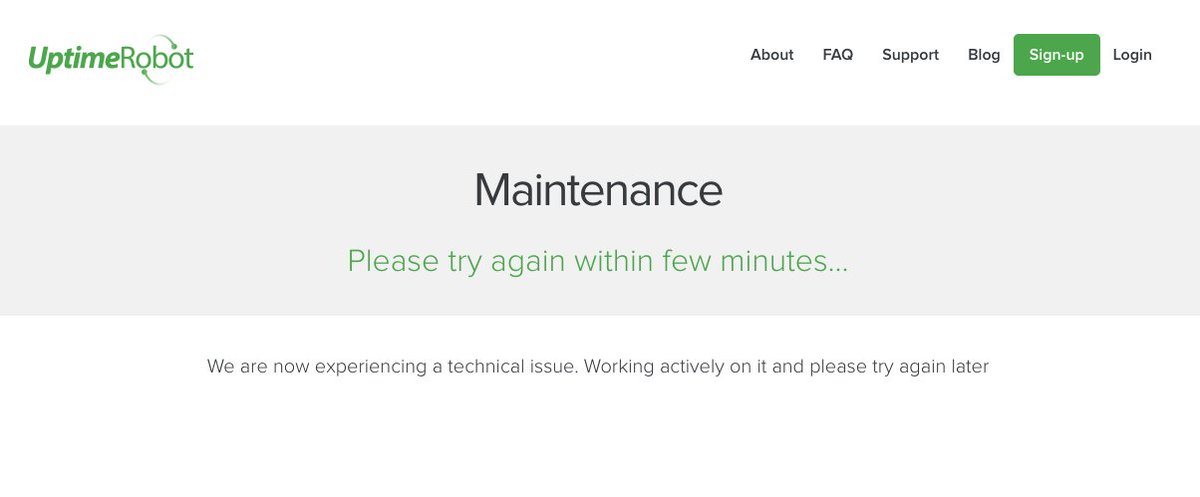 UptimeRobot
About FAQ Support Blog Sign-up Login
Maintenance
Please try again within few minutes...
We are now experiencing a technical issue. Working actively on it and please try again later